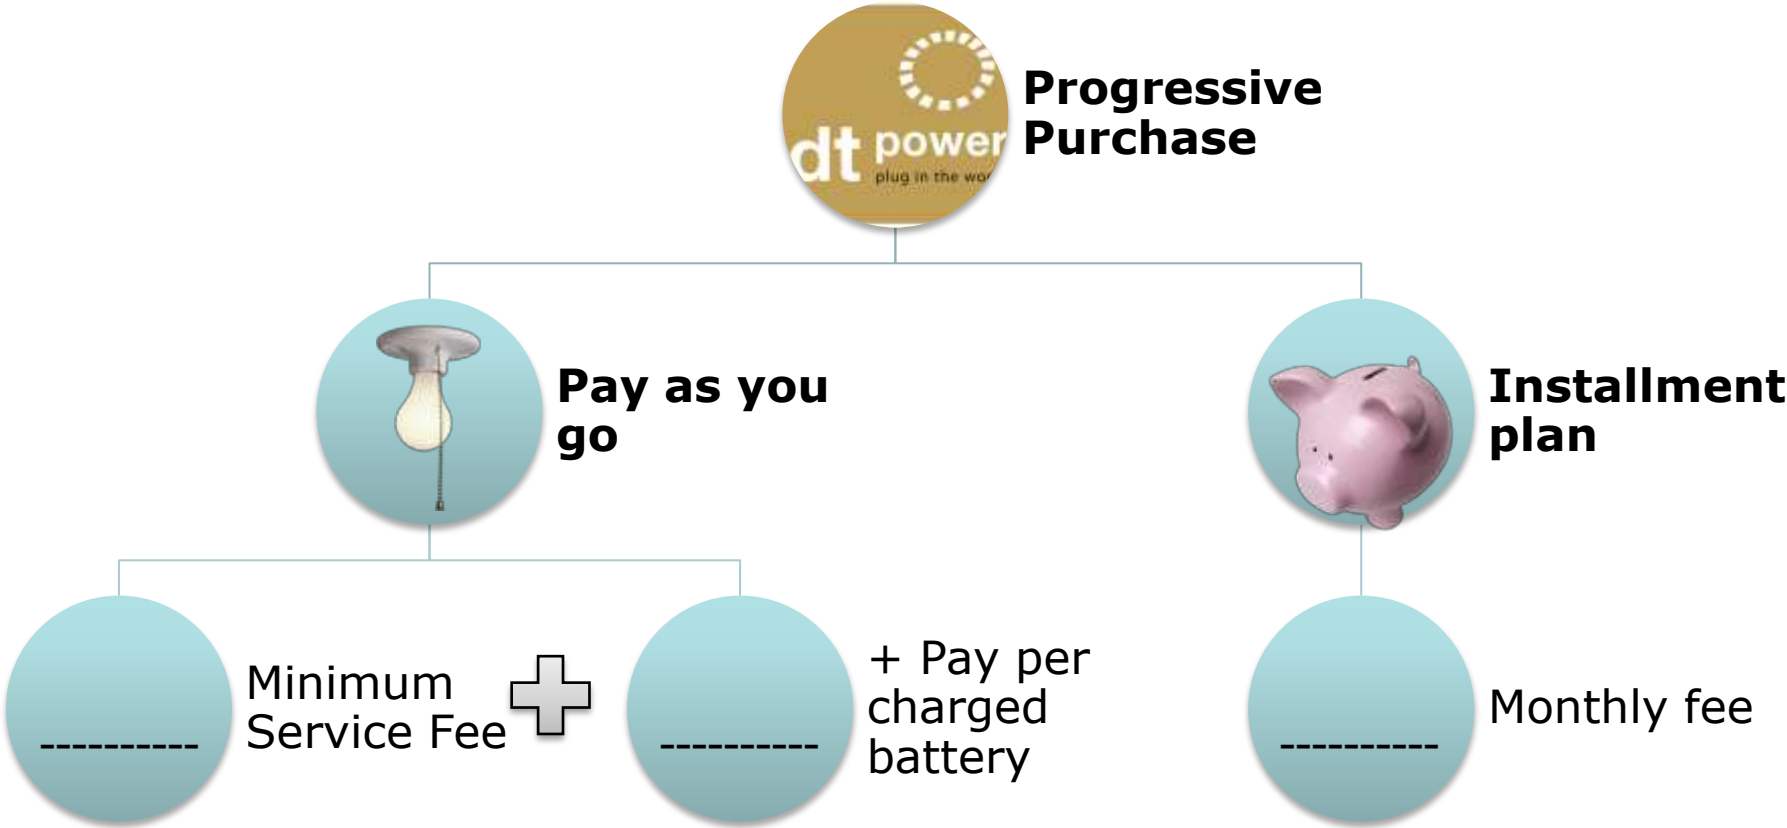 Progressive
Purchase
dt power
plug in the
Pay as you
go
Installment
plan
Minimum
Service Fee
----------
+ Pay per
charged
battery
----------
Monthly fee
----------